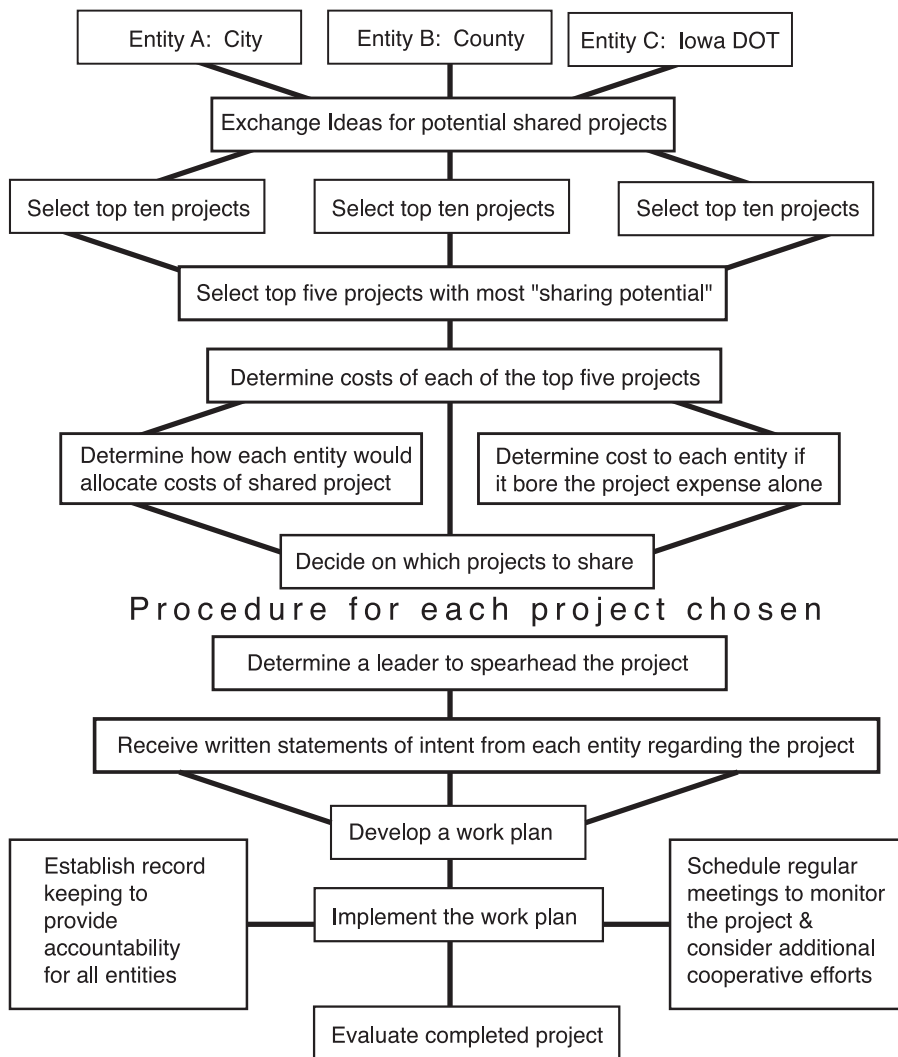 Entity A: City
Entity B: County
Entity C: Iowa DOT
Exchange Ideas for potential shared projects
Select top ten projects
Select top ten projects
Select top ten projects
Select top five projects with most "sharing potential"
Determine costs of each of the top five projects
Determine how each entity would
allocate costs of shared project
Determine cost to each entity if
it bore the project expense alone
Decide on which projects to share
Procedure for each project chosen
Determine a leader to spearhead the project
Receive written statements of intent from each entity regarding the project
Develop a work plan
Establish record
keeping to
provide
accountability
for all entities
Implement the work plan
Schedule regular
meetings to monitor
the project &
consider additional
cooperative efforts
Evaluate completed project